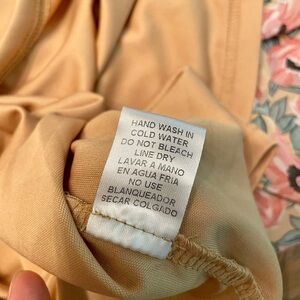 HAND WASH IN
COLD WATER
DO NOT BLEACH
LINE DRY
LAVAR A MANO
EN AGUA FRIA
NO USE
BLANQUEADOR
SECAR COLGADO